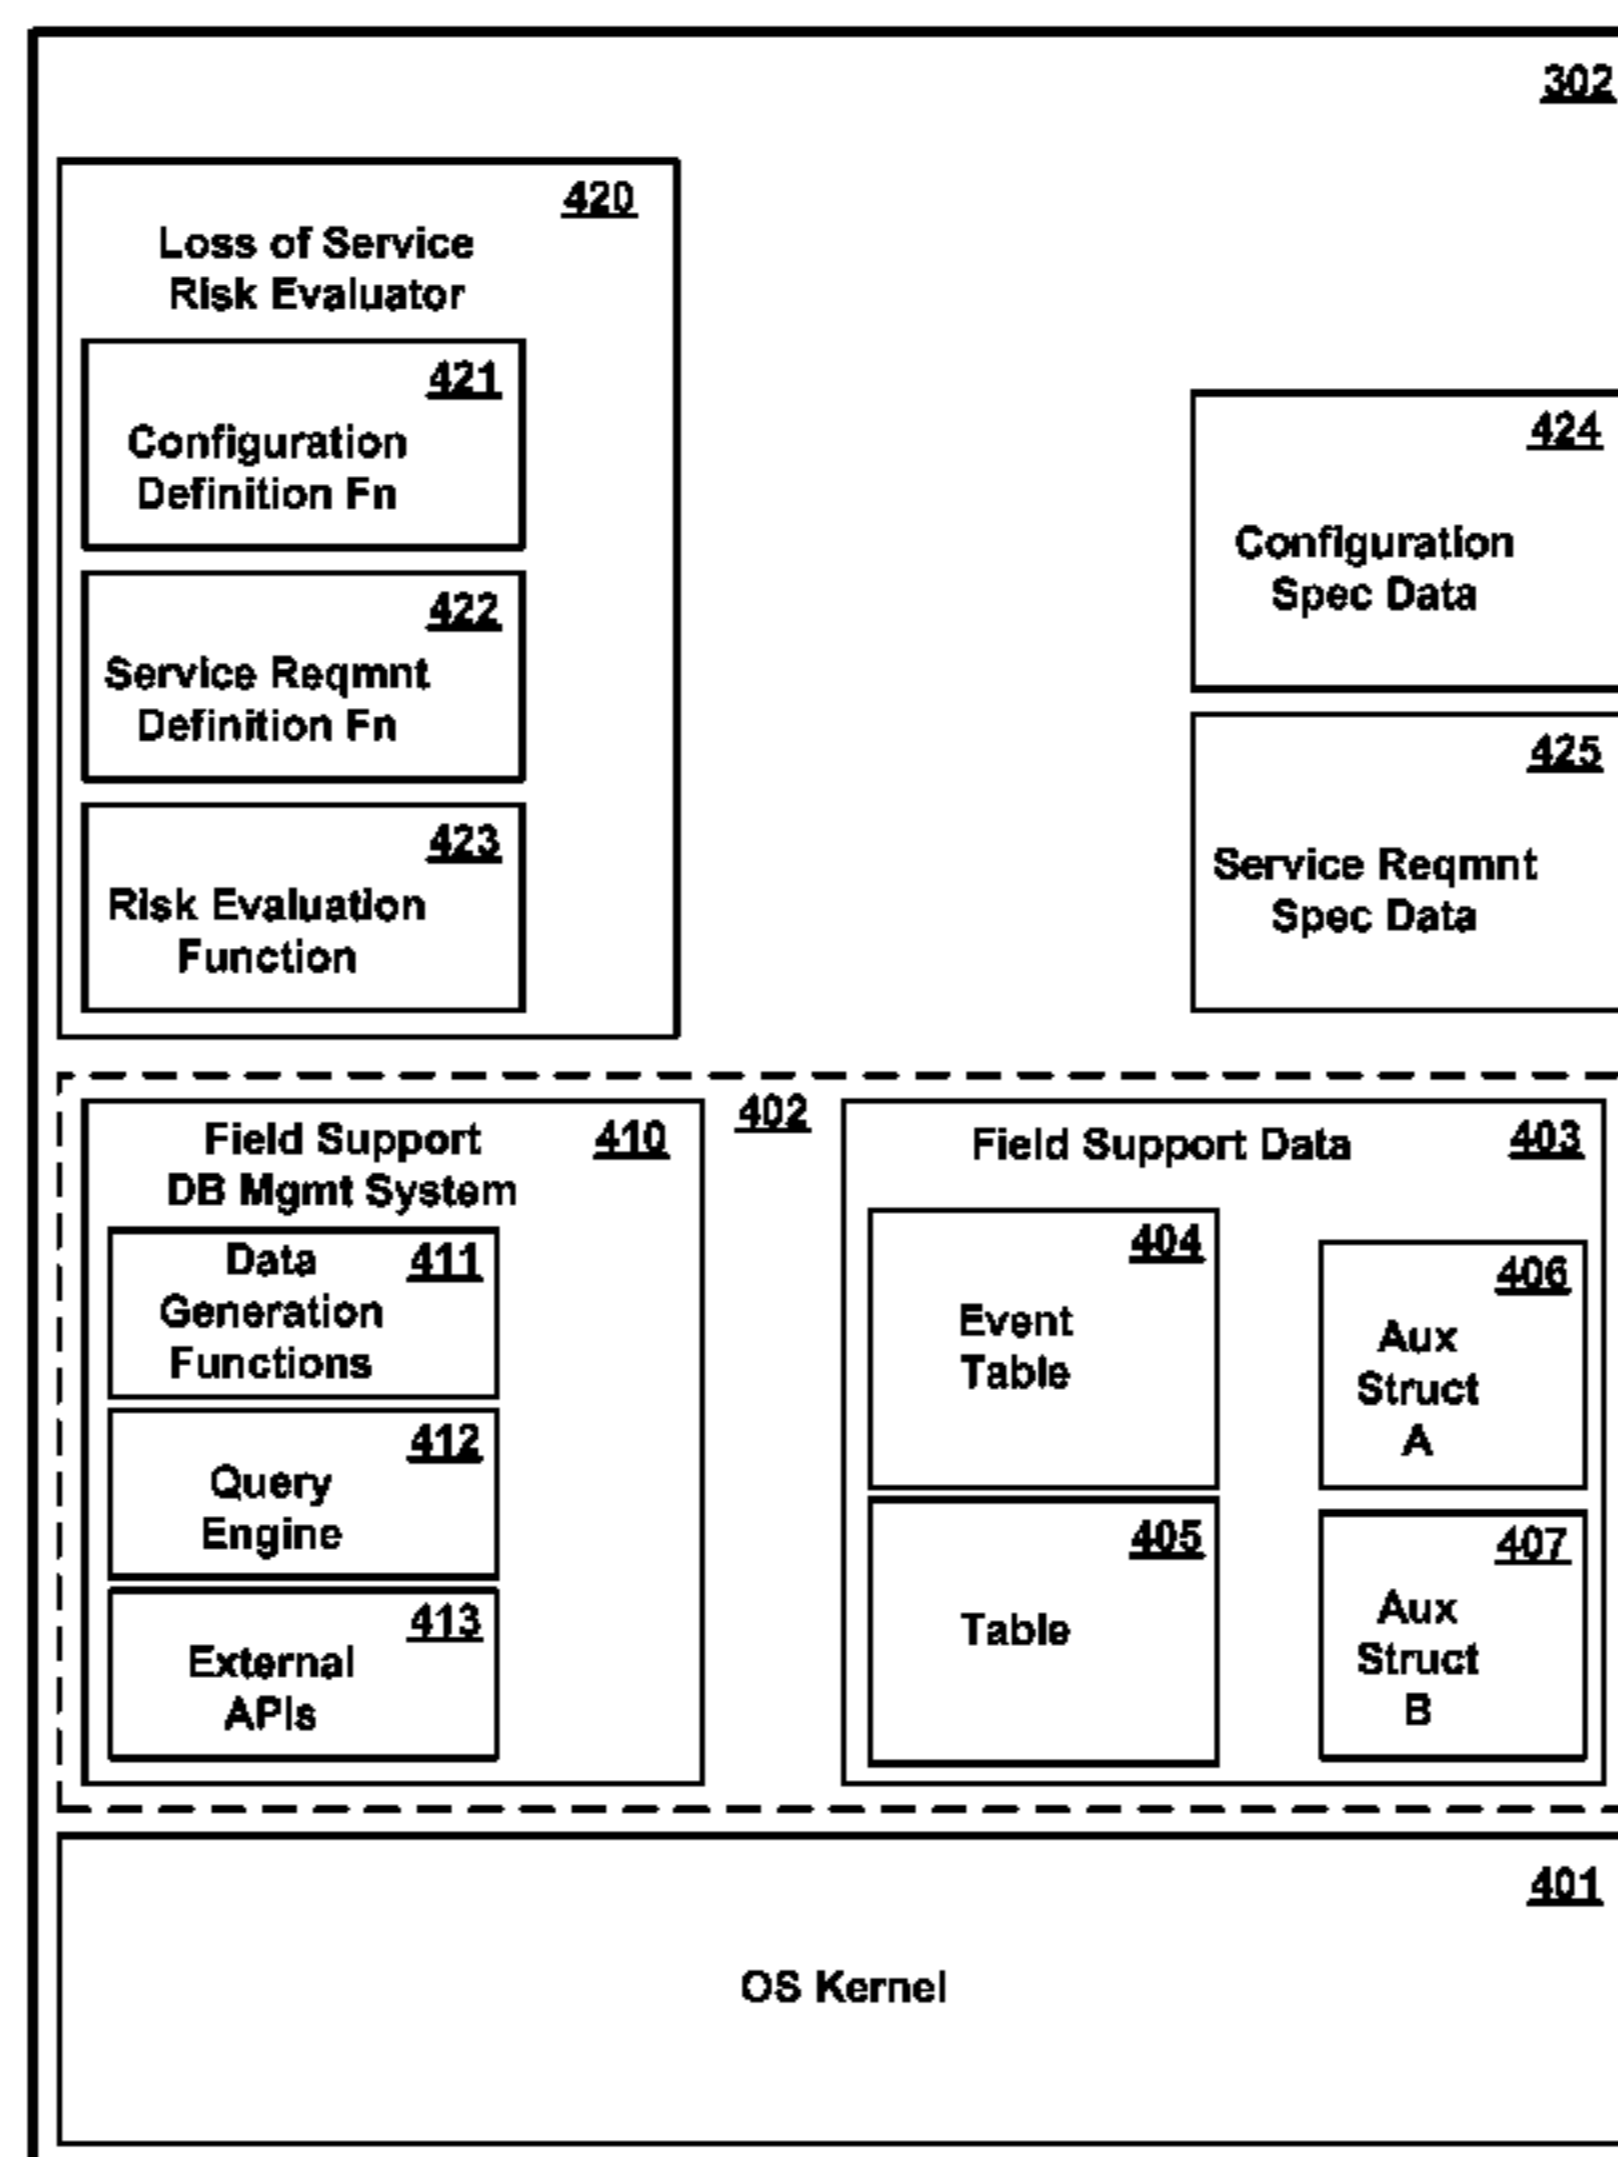 302
420
Loss of Service
Risk Evaluator
421
Configuration
Definition Fn
422
Service Reqmnt
Definition Fn
423
Risk Evaluation
Function
424
Configuration
Spec Data
425
Service Reqmnt
Spec Data
402
Field Support
DB Mgmt System
410
Data
Generation
Functions
411
412
Query
Engine
413
External
APIs
Field Support Data
403
404
Event
Table
405
Table
406
Aux
Struct
A
407
Aux
Struct
B
401
OS Kernel